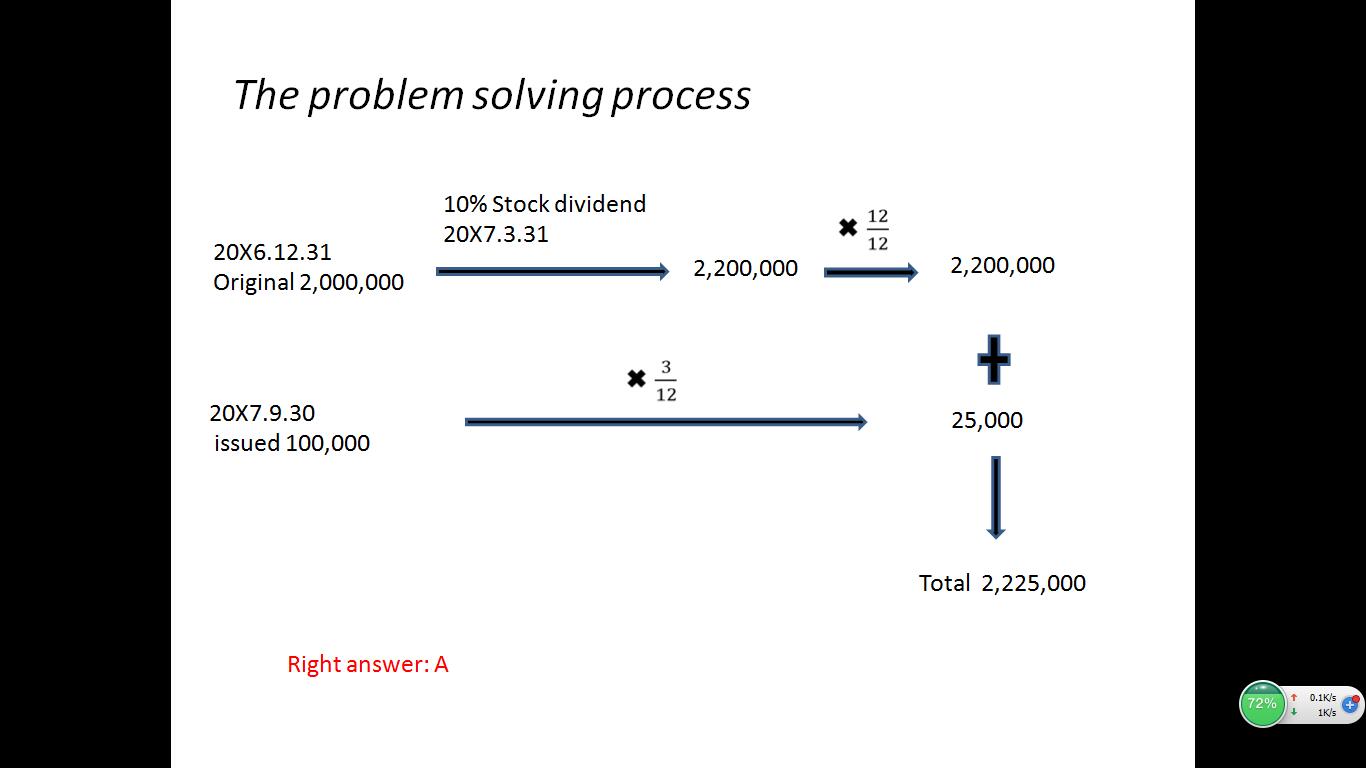 The problem solving process
10% Stock dividend
20X7.3.31
20X6.12.31
Original 2,000,000
2,200,000
✖ 12/12
2,200,000
✖ 3/12
20X7.9.30
issued 100,000
25,000
Total 2,225,000
Right answer: A
72%
0.1K/s
1K/s